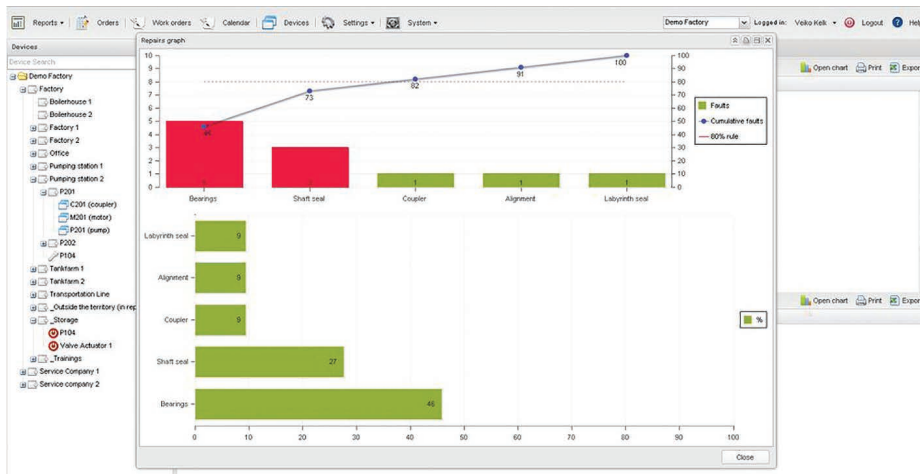 Reports Orders Work orders Calendar Devices Settings System Demo Factory Logged in: Veiko Kelk Logout Help
Devices
Device Search
Demo Factory
Factory
Boilerhouse 1
Boilerhouse 2
Factory 1
Factory 2
Office
Pumping station 1
Pumping station 2
P201
C201 (coupler)
M201 (motor)
P201 (pump)
P202
P104
Tankfarm 1
Tankfarm 2
Transportation Line
_Outside the territory (in rep
_Storage
P104
Valve Actuator 1
_Trainings
Service Company 1
Service company 2
Repairs graph
10 9 8 7 6 5 4 3 2 1 0
73 82 91 100
1 1 1
100 90 80 70 60 50 40 30 20 10 0
Bearings Shaft seal Coupler Alignment Labyrinth seal
Faults
Cumulative faults
80% rule
Labyrinth seal 9
Alignment 9
Coupler 9
Shaft seal 27
Bearings 46
0 10 20 30 40 50 60 70 80 90 100
%
Close
Open chart Print Expor
Open chart Print Expor